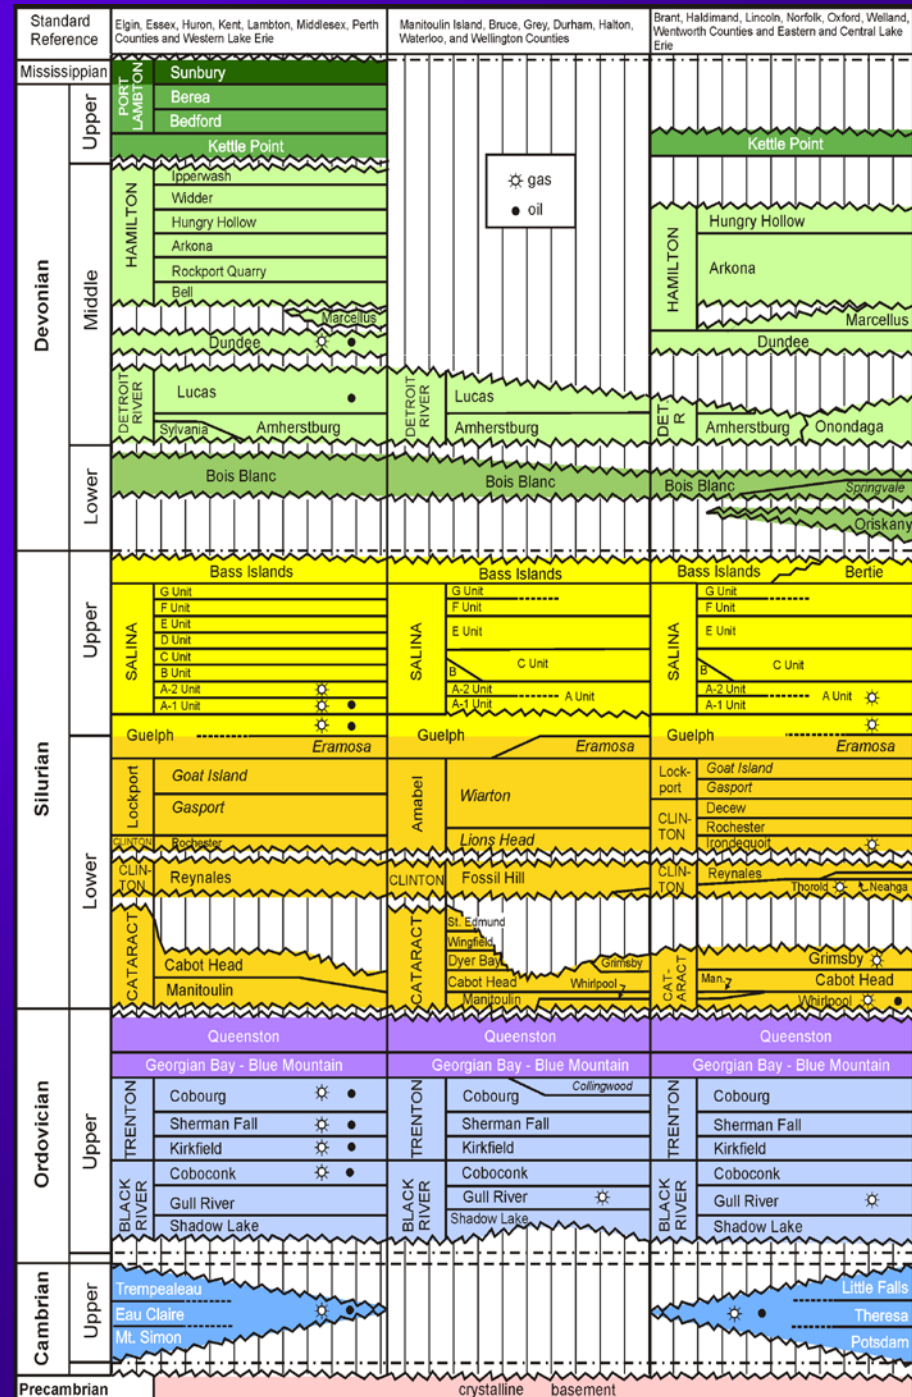 Standard
Reference
Elgin, Essex, Huron, Kent, Lambton, Middlesex, Perth
Counties and Western Lake Erie
Manitoulin Island, Bruce, Grey, Durham, Halton,
Waterloo, and Wellington Counties
Brant, Haldimand, Lincoln, Norfolk, Oxford, Welland,
Wentworth Counties and Eastern and Central Lake
Erie
Mississippian
Devonian
Upper
Middle
Lower
Silurian
Upper
Lower
Ordovician
Upper
Cambrian
Upper
Precambrian
PORT
LAMBTON
Sunbury
Berea
Bedford
Kettle Point
HAMILTON
Ipperwash
Widder
Hungry Hollow
Arkona
Rockport Quarry
Bell
Marcellus
Dundee
DETROIT
RIVER
Lucas
Sylvania
Amherstburg
Bois Blanc
Bass Islands
SALINA
G Unit
F Unit
E Unit
D Unit
C Unit
B Unit
A-2 Unit
A-1 Unit
Guelph
Eramosa
Lockport
Goat Island
Gasport
CLINTON
Rochester
CLIN-
TON
Reynales
CATARACT
Cabot Head
Manitoulin
Queenston
Georgian Bay - Blue Mountain
TRENTON
Cobourg
Sherman Fall
Kirkfield
BLACK
RIVER
Coboconk
Gull River
Shadow Lake
Trempealeau
Eau Claire
Mt. Simon
gas
oil
DETROIT
RIVER
Lucas
Amherstburg
Bois Blanc
Bass Islands
SALINA
G Unit
F Unit
E Unit
C Unit
B
A-2 Unit
A Unit
A-1 Unit
Guelph
Eramosa
Amabel
Wiarton
Lions Head
CLINTON
Fossil Hill
CATARACT
St. Edmund
Wingfield
Dyer Bay
Grimsby
Cabot Head
Whirlpool
Manitoulin
Queenston
Georgian Bay - Blue Mountain
TRENTON
Cobourg
Collingwood
Sherman Fall
Kirkfield
BLACK
RIVER
Coboconk
Gull River
Shadow Lake
Kettle Point
HAMILTON
Hungry Hollow
Arkona
Marcellus
Dundee
DET.
R
Amherstburg
Onondaga
Bois Blanc
Springvale
Oriskany
Bass Islands
Bertie
SALINA
G Unit
F Unit
E Unit
C Unit
B
A-2 Unit
A Unit
A-1 Unit
Guelph
Eramosa
Lock-
port
Goat Island
Gasport
CLIN-
TON
Decew
Rochester
Irondequoit
CLIN-
TON
Reynales
Thorold
Neahga
CAT-
ARACT
Grimsby
Man.
Cabot Head
Whirlpool
Queenston
Georgian Bay - Blue Mountain
TRENTON
Cobourg
Sherman Fall
Kirkfield
BLACK
RIVER
Coboconk
Gull River
Shadow Lake
Little Falls
Theresa
Potsdam
crystalline basement